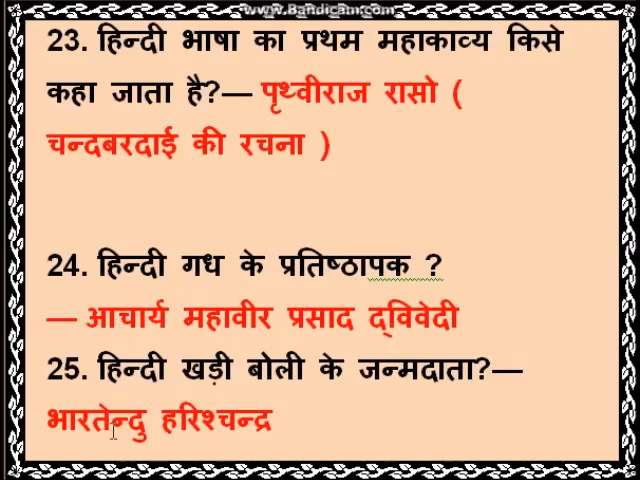 www.Bandicam.com
23. हिन्दी भाषा का प्रथम महाकाव्य किसे
कहा जाता है?— पृथ्वीराज रासो (
चन्दबरदाई की रचना )
24. हिन्दी गध के प्रतिष्ठापक ?
— आचार्य महावीर प्रसाद द्विवेदी
25. हिन्दी खड़ी बोली के जन्मदाता?—
भारतेन्दु हरिश्चन्द्र